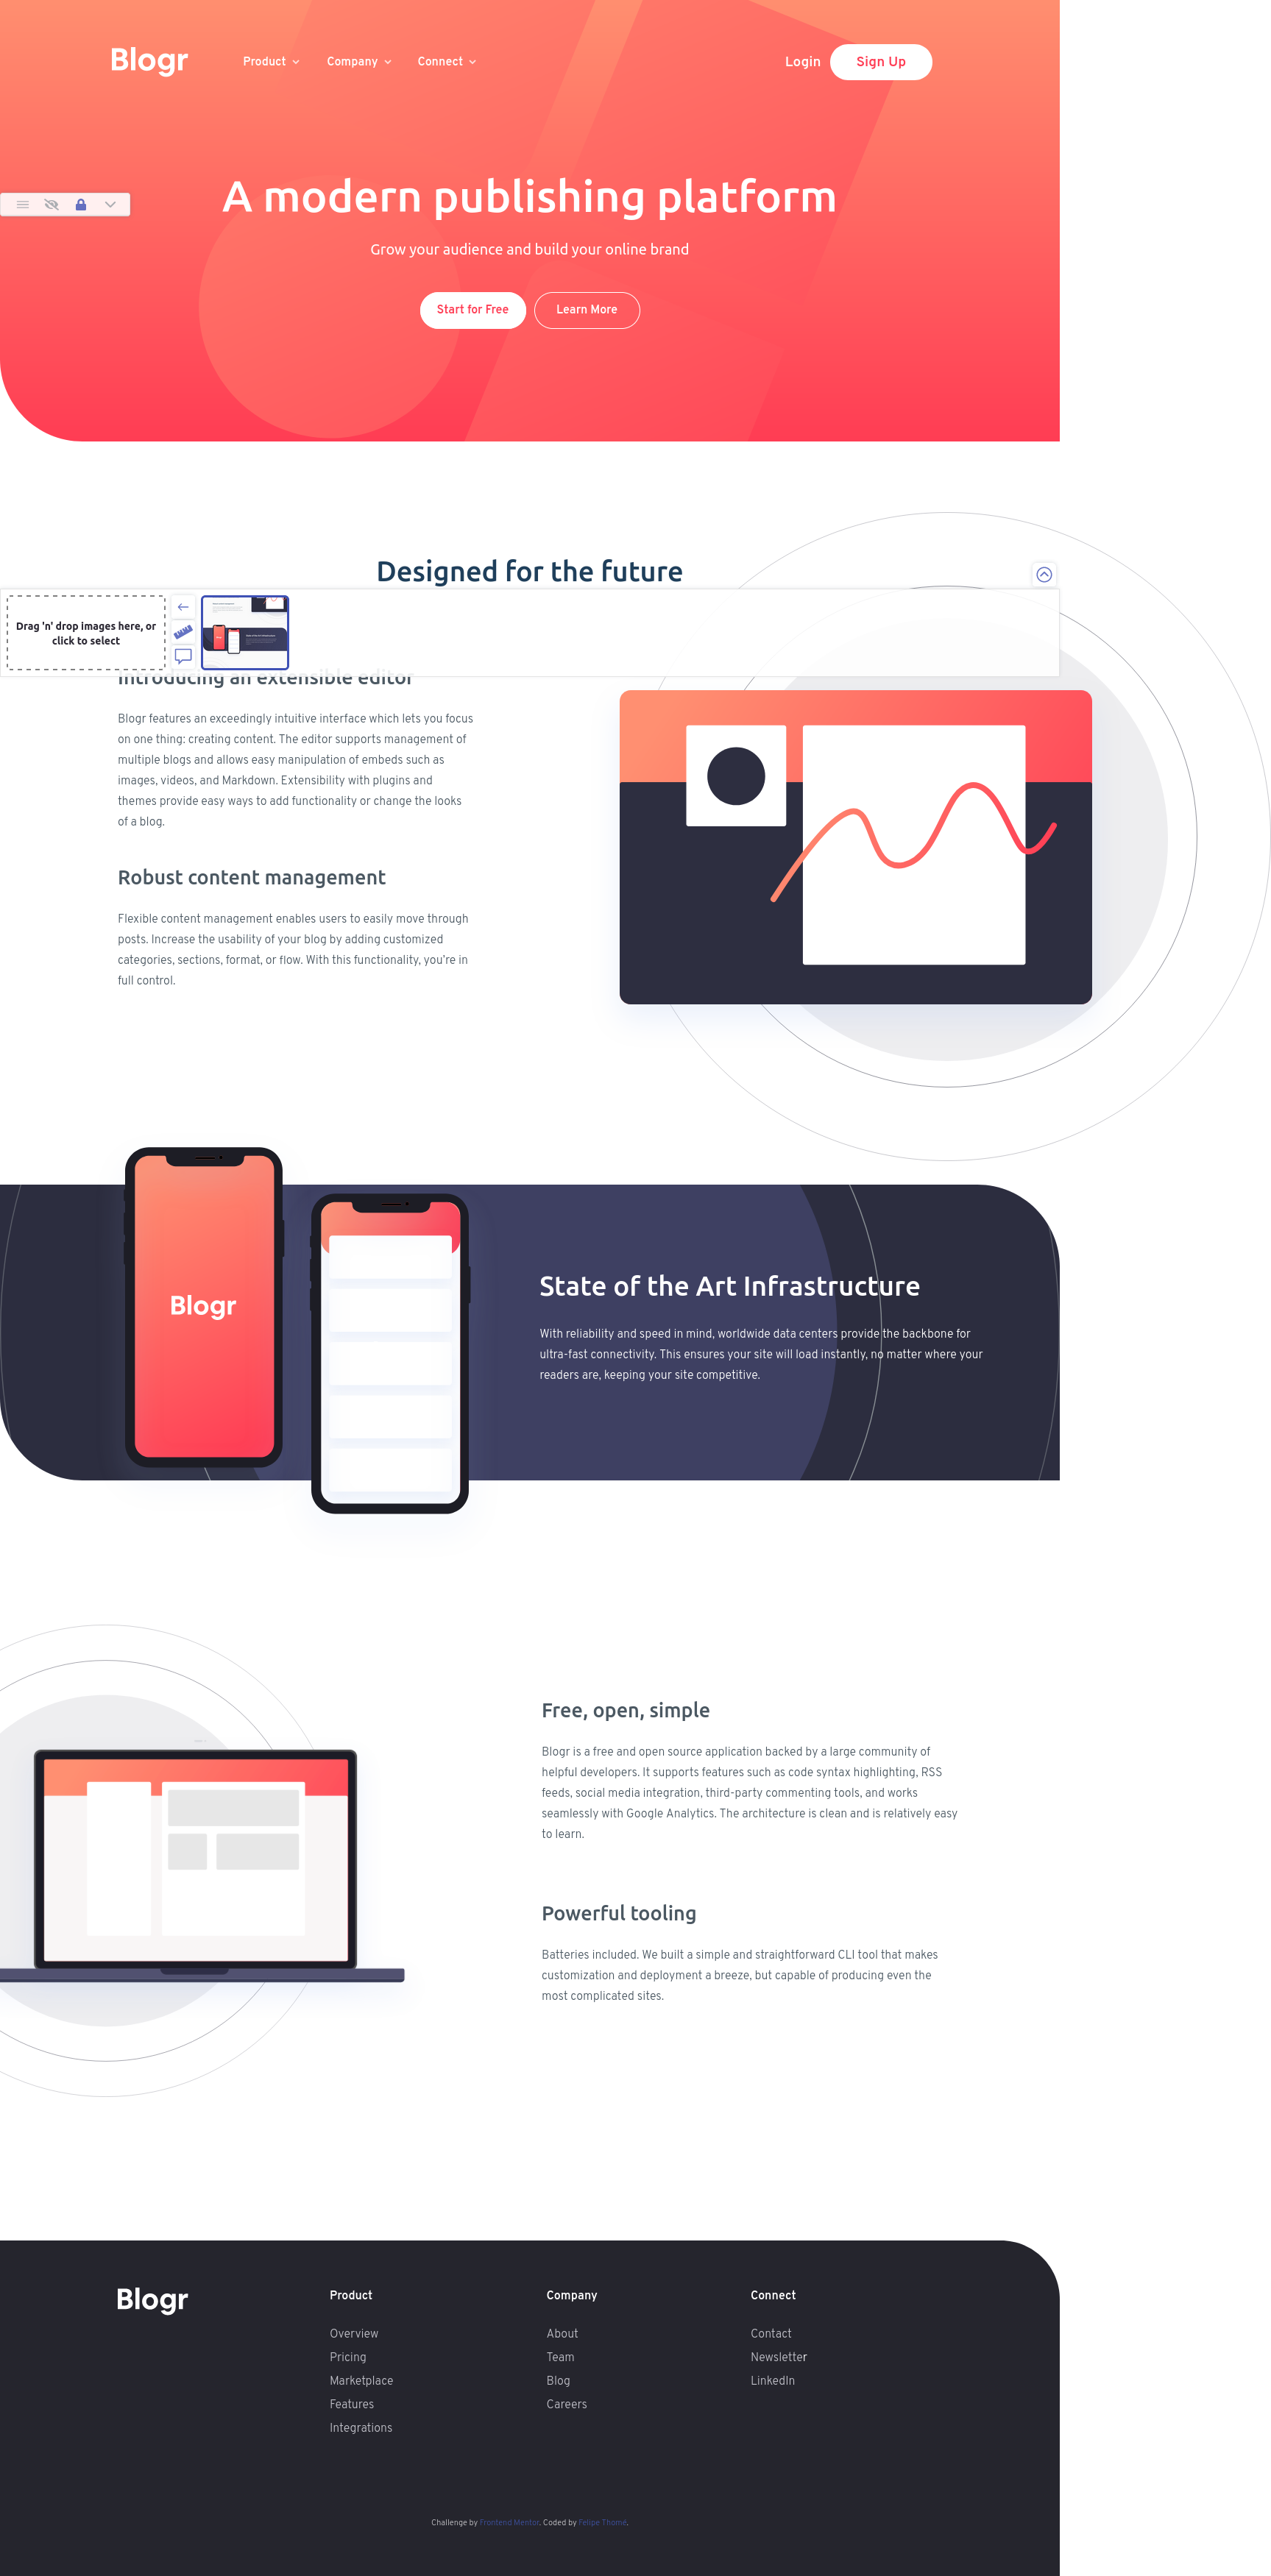 Blogr
Product
Company
Connect
Login
Sign Up
A modern publishing platform
Grow your audience and build your online brand
Start for Free
Learn More
Designed for the future
Drag 'n' drop images here, or
click to select
Introducing an extensible editor
Blogr features an exceedingly intuitive interface which lets you focus
on one thing: creating content. The editor supports management of
multiple blogs and allows easy manipulation of embeds such as
images, videos, and Markdown. Extensibility with plugins and
themes provide easy ways to add functionality or change the looks
of a blog.
Robust content management
Flexible content management enables users to easily move through
posts. Increase the usability of your blog by adding customized
categories, sections, format, or flow. With this functionality, you're in
full control.
Blogr
State of the Art Infrastructure
With reliability and speed in mind, worldwide data centers provide the backbone for
ultra-fast connectivity. This ensures your site will load instantly, no matter where your
readers are, keeping your site competitive.
Free, open, simple
Blogr is a free and open source application backed by a large community of
helpful developers. It supports features such as code syntax highlighting, RSS
feeds, social media integration, third-party commenting tools, and works
seamlessly with Google Analytics. The architecture is clean and is relatively easy
to learn.
Powerful tooling
Batteries included. We built a simple and straightforward CLI tool that makes
customization and deployment a breeze, but capable of producing even the
most complicated sites.
Blogr
Product
Overview
Pricing
Marketplace
Features
Integrations
Company
About
Team
Blog
Careers
Connect
Contact
Newsletter
LinkedIn
Challenge by Frontend Mentor. Coded by Felipe Thomé.